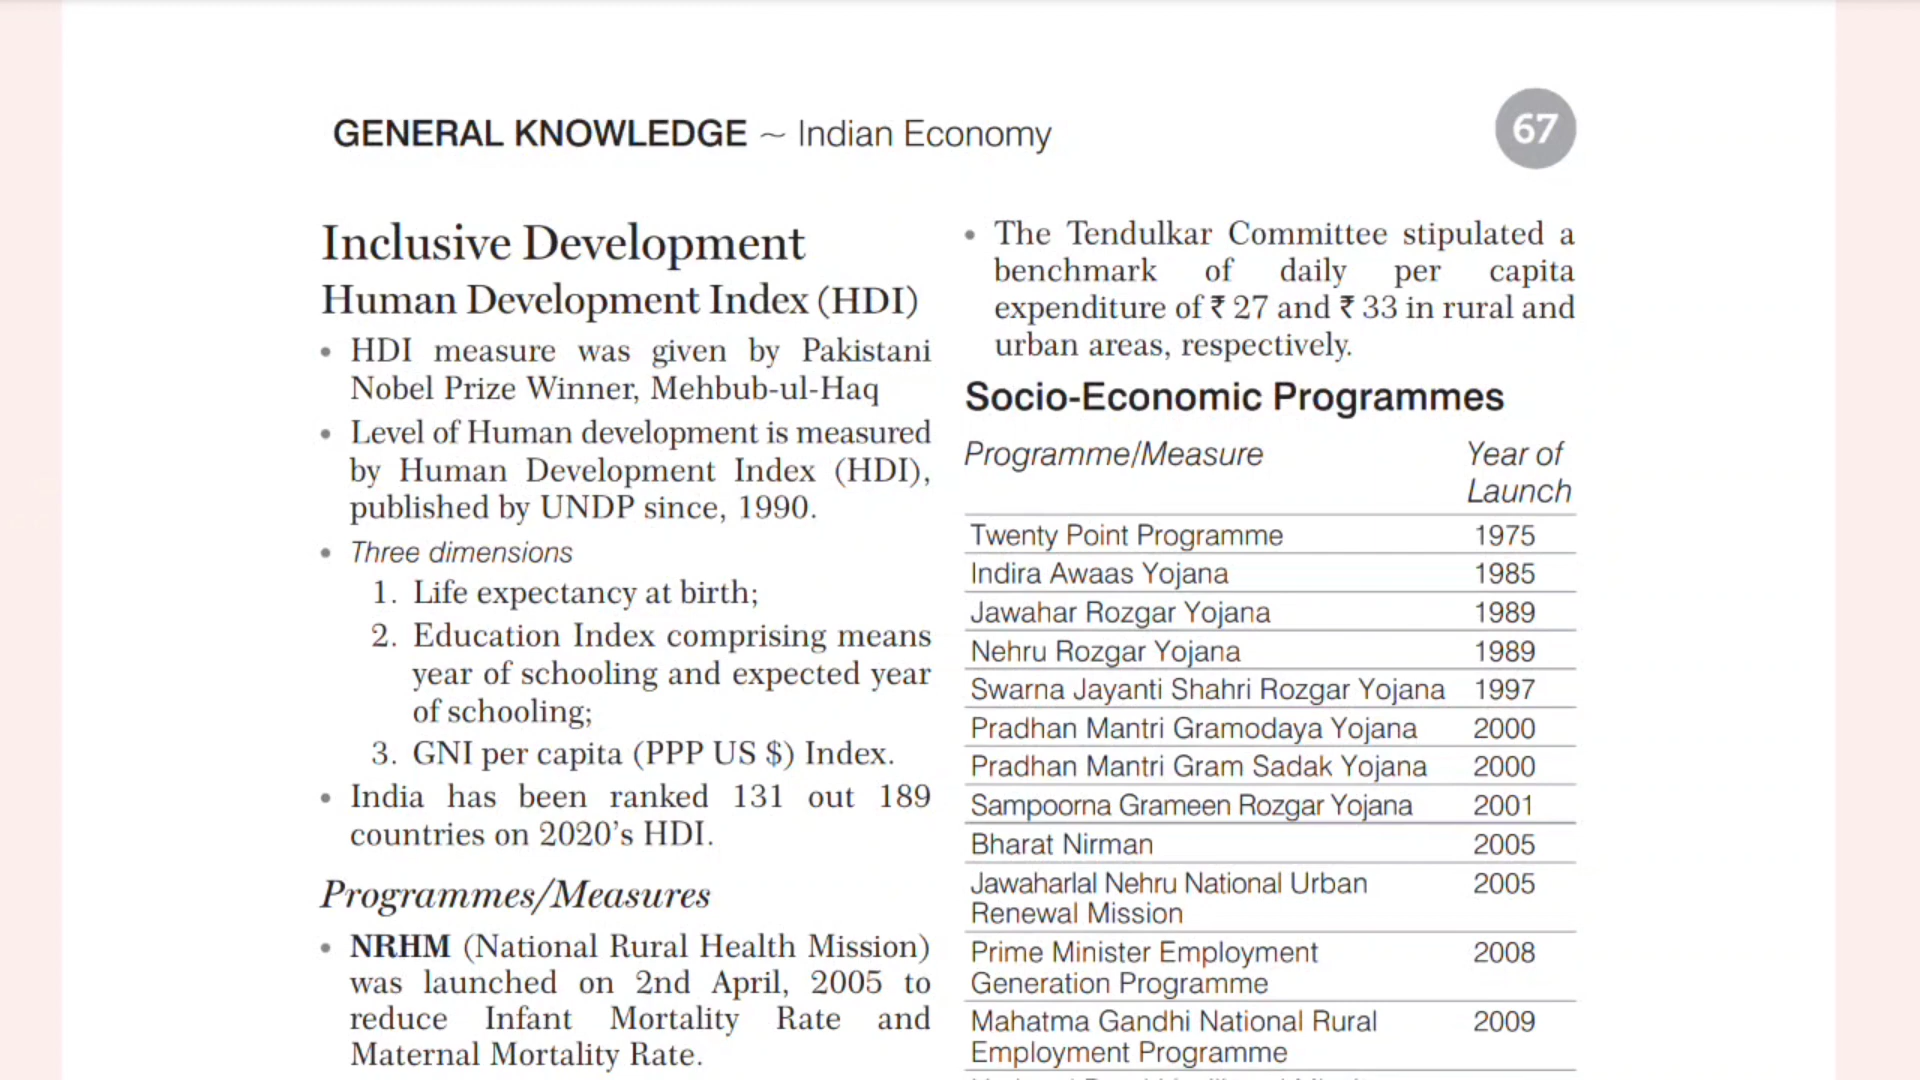 GENERAL KNOWLEDGE ~ Indian Economy
67
Inclusive Development
Human Development Index (HDI)
• HDI measure was given by Pakistani
Nobel Prize Winner, Mehbub-ul-Haq
• Level of Human development is measured
by Human Development Index (HDI),
published by UNDP since, 1990.
• Three dimensions
1. Life expectancy at birth;
2. Education Index comprising means
year of schooling and expected year
of schooling;
3. GNI per capita (PPP US $) Index.
• India has been ranked 131 out 189
countries on 2020’s HDI.
Programmes/Measures
• NRHM (National Rural Health Mission)
was launched on 2nd April, 2005 to
reduce Infant Mortality Rate and
Maternal Mortality Rate.
• The Tendulkar Committee stipulated a
benchmark of daily per capita
expenditure of ₹ 27 and ₹ 33 in rural and
urban areas, respectively.
Socio-Economic Programmes
Programme/Measure Year of
Launch
Twenty Point Programme 1975
Indira Awaas Yojana 1985
Jawahar Rozgar Yojana 1989
Nehru Rozgar Yojana 1989
Swarna Jayanti Shahri Rozgar Yojana 1997
Pradhan Mantri Gramodaya Yojana 2000
Pradhan Mantri Gram Sadak Yojana 2000
Sampoorna Grameen Rozgar Yojana 2001
Bharat Nirman 2005
Jawaharlal Nehru National Urban 2005
Renewal Mission
Prime Minister Employment 2008
Generation Programme
Mahatma Gandhi National Rural 2009
Employment Programme